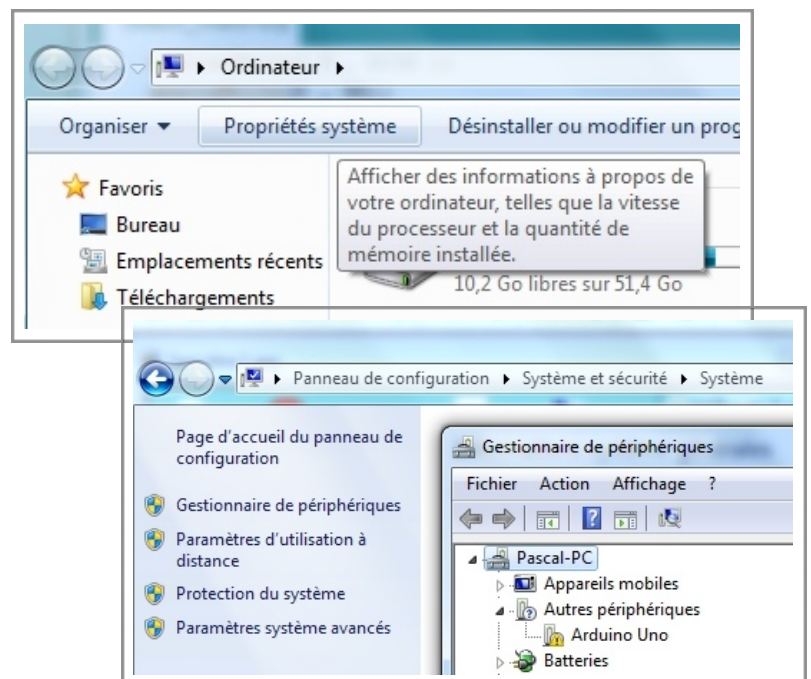 Ordinateur
Organiser
Propriétés système
Désinstaller ou modifier un prog
Favoris
Bureau
Emplacements récents
Téléchargements
Afficher des informations à propos de
votre ordinateur, telles que la vitesse
du processeur et la quantité de
mémoire installée.
10,2 Go libres sur 51,4 Go
Panneau de configuration
Système et sécurité
Système
Page d'accueil du panneau de
configuration
Gestionnaire de périphériques
Paramètres d'utilisation à
distance
Protection du système
Paramètres système avancés
Gestionnaire de périphériques
Fichier Action Affichage ?
Pascal-PC
Appareils mobiles
Autres périphériques
Arduino Uno
Batteries